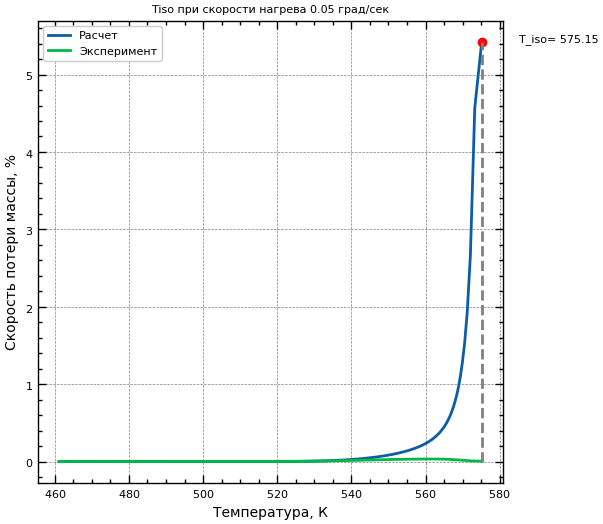 Tiso при скорости нагрева 0.05 град/сек
Расчет
Эксперимент
T_iso= 575.15
Скорость потери массы, %
5
4
3
2
1
0
460 480 500 520 540 560 580
Температура, К